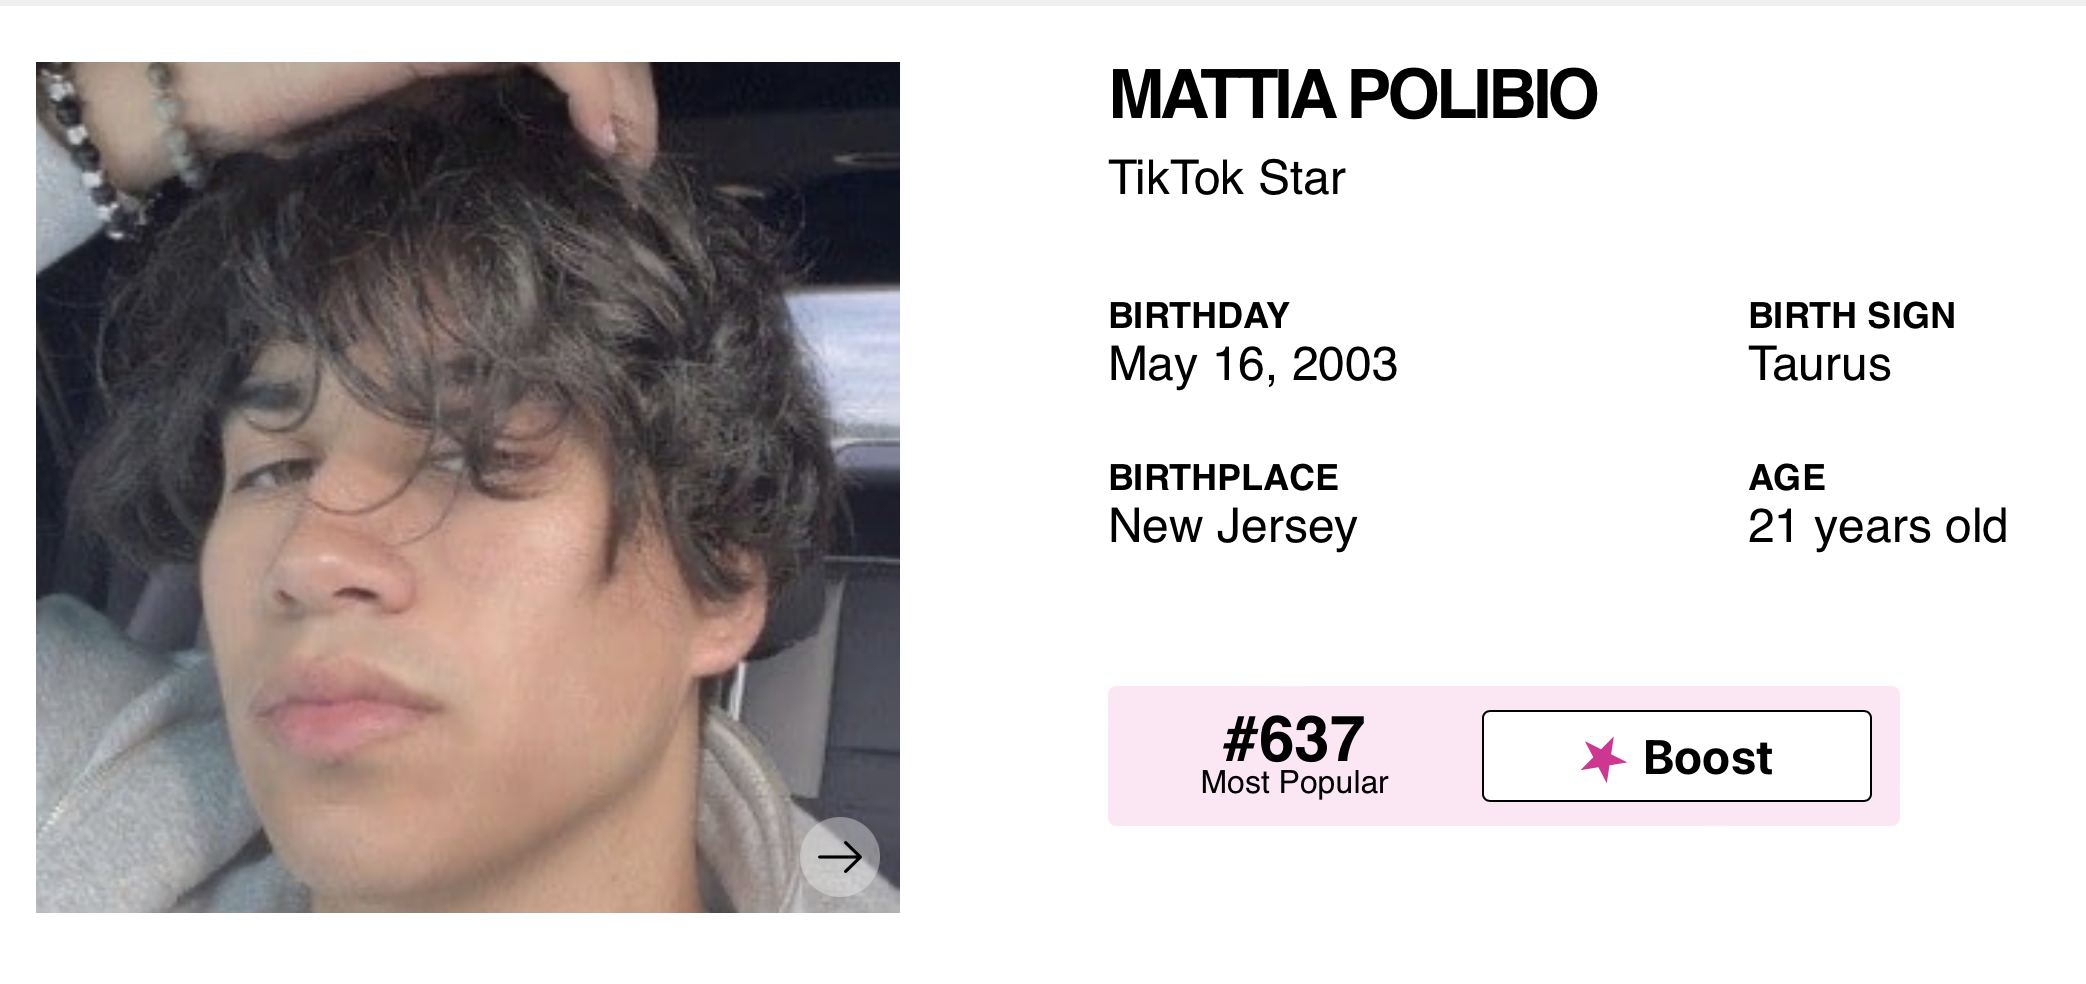 MATTIA POLIBIO
TikTok Star
BIRTHDAY
May 16, 2003
BIRTH SIGN
Taurus
BIRTHPLACE
New Jersey
AGE
21 years old
#637
Most Popular
Boost